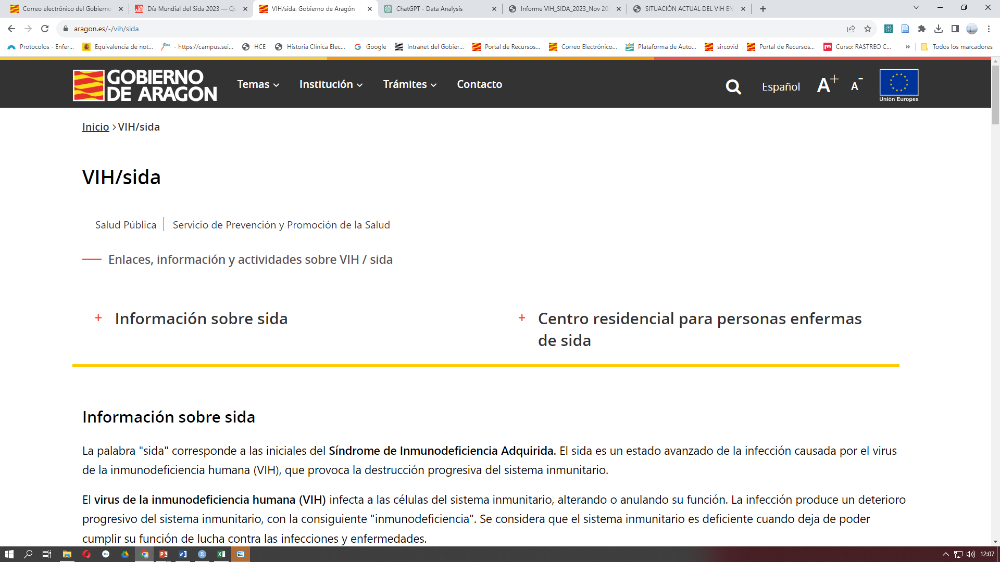 Correo electrónico del Gobierno
Día Mundial del Sida 2023 — Qu
VIH/sida. Gobierno de Aragón
ChatGPT - Data Analysis
Informe VIH_SIDA_2023_Nov 202
SITUACIÓN ACTUAL DEL VIH EN
aragon.es/-/vih/sida
Protocolos - Enfer...
Equivalencia de not...
- https://campus.sei...
HCE
Historia Clínica Elec...
Google
Intranet del Gobier...
Portal de Recursos...
Correo Electrónico...
Plataforma de Auto...
sircovid
Portal de Recursos...
Curso: RASTREO C...
»
Todos los marcadores
GOBIERNO
DE ARAGON
Temas
Institución
Trámites
Contacto
Español
A+
A-
Unión Europea
Inicio > VIH/sida
VIH/sida
Salud Pública
Servicio de Prevención y Promoción de la Salud
Enlaces, información y actividades sobre VIH / sida
+ Información sobre sida
+ Centro residencial para personas enfermas
de sida
Información sobre sida
La palabra "sida" corresponde a las iniciales del Síndrome de Inmunodeficiencia Adquirida. El sida es un estado avanzado de la infección causada por el virus
de la inmunodeficiencia humana (VIH), que provoca la destrucción progresiva del sistema inmunitario.
El virus de la inmunodeficiencia humana (VIH) infecta a las células del sistema inmunitario, alterando o anulando su función. La infección produce un deterioro
progresivo del sistema inmunitario, con la consiguiente "inmunodeficiencia". Se considera que el sistema inmunitario es deficiente cuando deja de poder
cumplir su función de lucha contra las infecciones y enfermedades.
12:07